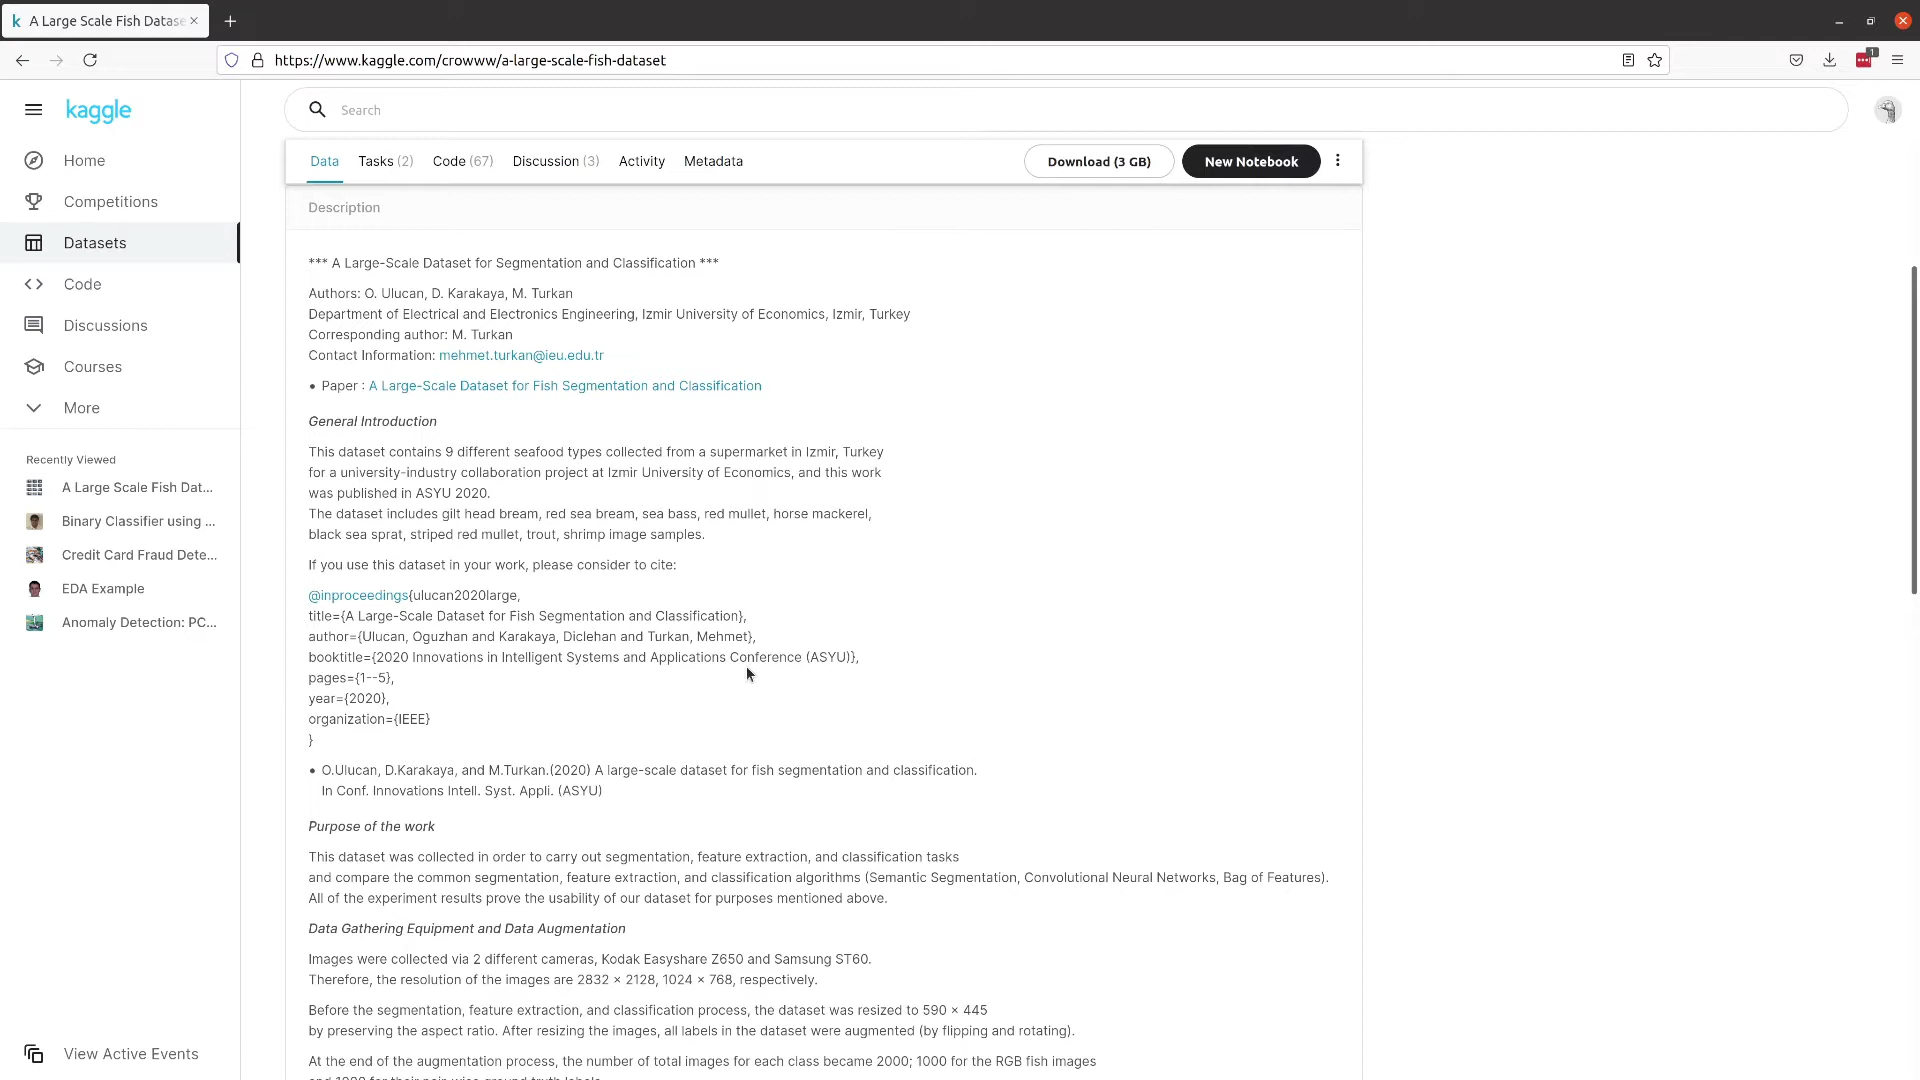 A Large Scale Fish Datase
https://www.kaggle.com/crowww/a-large-scale-fish-dataset
1
kaggle
Search
Home
Competitions
Datasets
Code
Discussions
Courses
More
Recently Viewed
A Large Scale Fish Dat...
Binary Classifier using ...
Credit Card Fraud Dete...
EDA Example
Anomaly Detection: PC...
View Active Events
Data Tasks (2) Code (67) Discussion (3) Activity Metadata Download (3 GB) New Notebook
Description
*** A Large-Scale Dataset for Segmentation and Classification ***
Authors: O. Ulucan, D. Karakaya, M. Turkan
Department of Electrical and Electronics Engineering, Izmir University of Economics, Izmir, Turkey
Corresponding author: M. Turkan
Contact Information: mehmet.turkan@ieu.edu.tr
• Paper : A Large-Scale Dataset for Fish Segmentation and Classification
General Introduction
This dataset contains 9 different seafood types collected from a supermarket in Izmir, Turkey
for a university-industry collaboration project at Izmir University of Economics, and this work
was published in ASYU 2020.
The dataset includes gilt head bream, red sea bream, sea bass, red mullet, horse mackerel,
black sea sprat, striped red mullet, trout, shrimp image samples.
If you use this dataset in your work, please consider to cite:
@inproceedings{ulucan2020large,
title={A Large-Scale Dataset for Fish Segmentation and Classification},
author={Ulucan, Oguzhan and Karakaya, Diclehan and Turkan, Mehmet},
booktitle={2020 Innovations in Intelligent Systems and Applications Conference (ASYU)},
pages={1--5},
year={2020},
organization={IEEE}
}
• O.Ulucan, D.Karakaya, and M.Turkan.(2020) A large-scale dataset for fish segmentation and classification.
In Conf. Innovations Intell. Syst. Appli. (ASYU)
Purpose of the work
This dataset was collected in order to carry out segmentation, feature extraction, and classification tasks
and compare the common segmentation, feature extraction, and classification algorithms (Semantic Segmentation, Convolutional Neural Networks, Bag of Features).
All of the experiment results prove the usability of our dataset for purposes mentioned above.
Data Gathering Equipment and Data Augmentation
Images were collected via 2 different cameras, Kodak Easyshare Z650 and Samsung ST60.
Therefore, the resolution of the images are 2832 × 2128, 1024 × 768, respectively.
Before the segmentation, feature extraction, and classification process, the dataset was resized to 590 × 445
by preserving the aspect ratio. After resizing the images, all labels in the dataset were augmented (by flipping and rotating).
At the end of the augmentation process, the number of total images for each class became 2000; 1000 for the RGB fish images